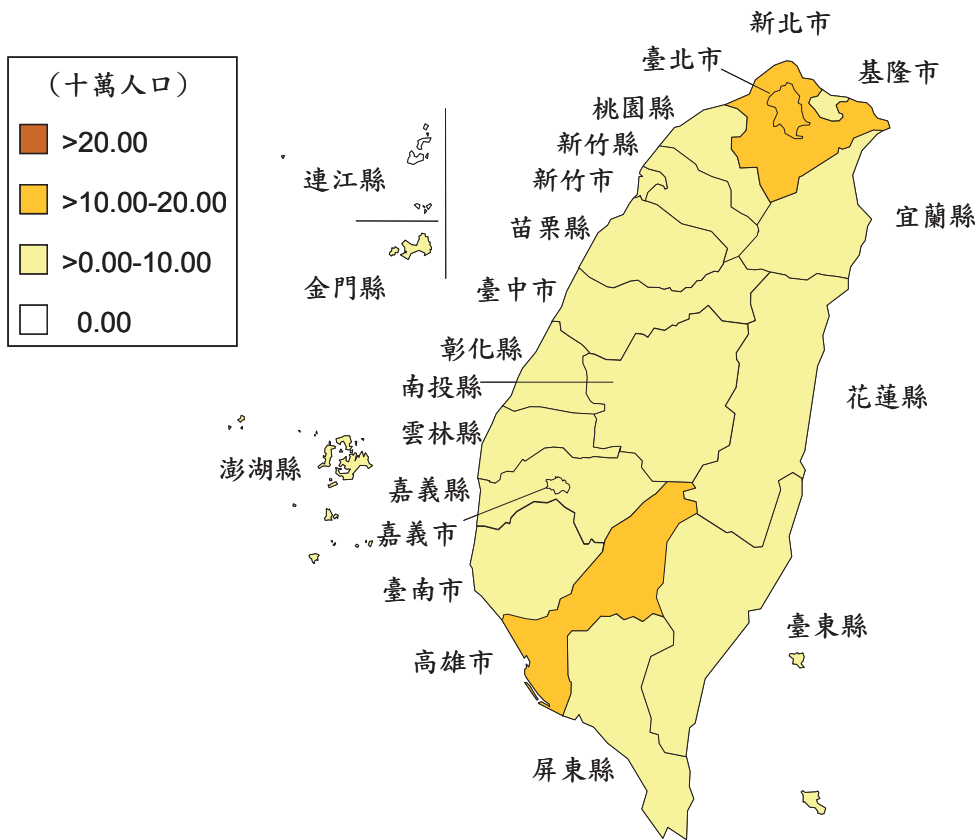 (十萬人口)
>20.00
>10.00-20.00
>0.00-10.00
0.00
新北市
臺北市
基隆市
桃園縣
新竹縣
新竹市
連江縣
苗栗縣
宜蘭縣
金門縣
臺中市
彰化縣
南投縣
花蓮縣
雲林縣
澎湖縣
嘉義縣
嘉義市
臺南市
臺東縣
高雄市
屏東縣